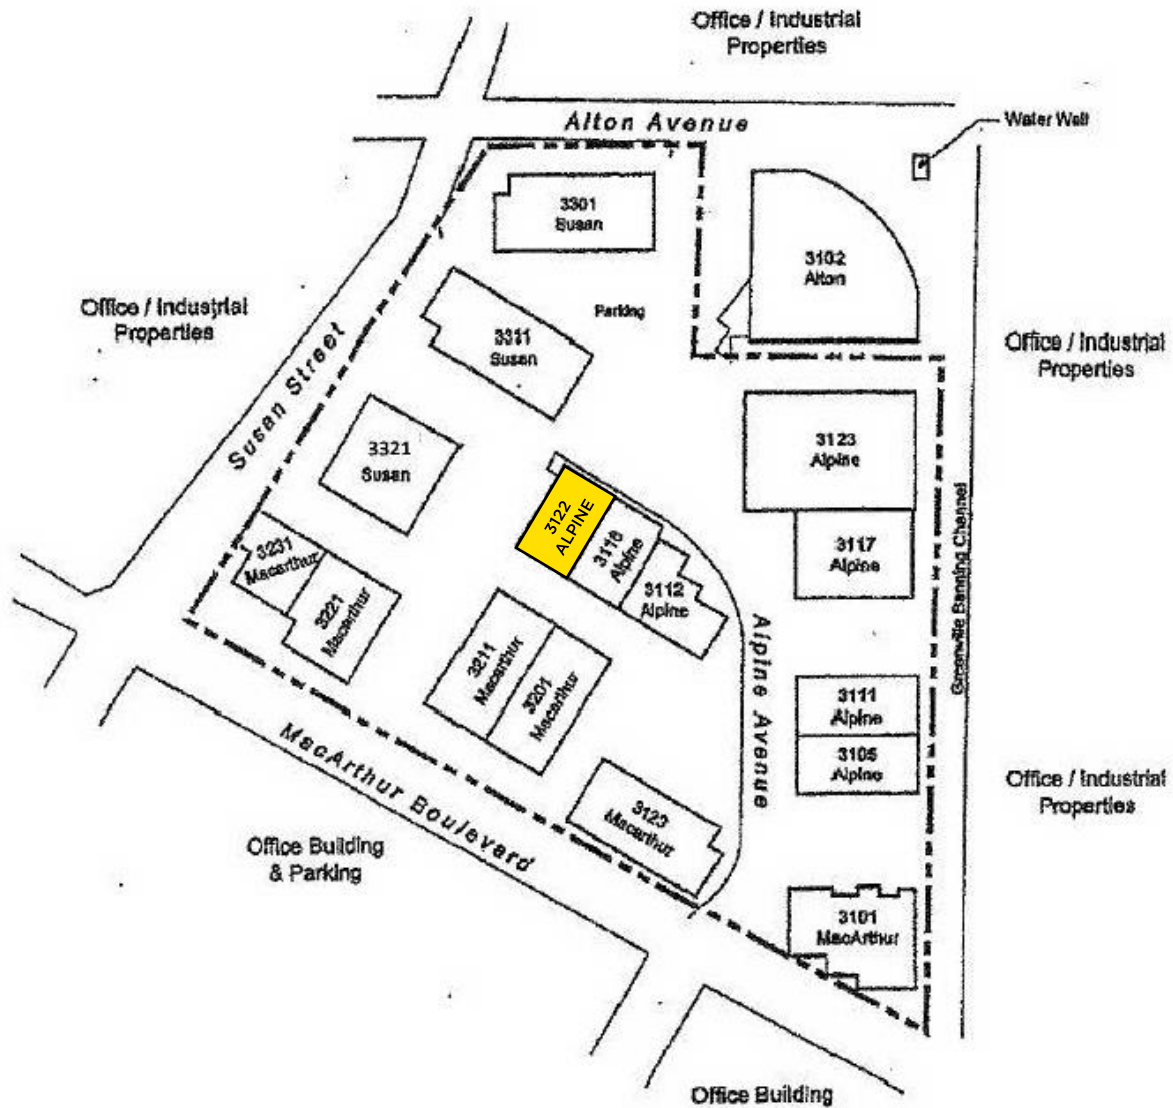 Office / Industrial
Properties
Alton Avenue
Water Well
3301
Susan
3102
Alton
Office / Industrial
Properties
Parking
3311
Susan
Office / Industrial
Properties
Susan Street
3321
Susan
3123
Alpine
3122
ALPINE
3116
Alpine
3112
Alpine
3117
Alpine
Greenville Banning Channel
3231
Macarthur
3221
Macarthur
3211
Macarthur
3201
Macarthur
Alpine Avenue
3111
Alpine
3105
Alpine
Office / Industrial
Properties
MacArthur Boulevard
3123
Macarthur
Office Building
& Parking
3101
MacArthur
Office Building